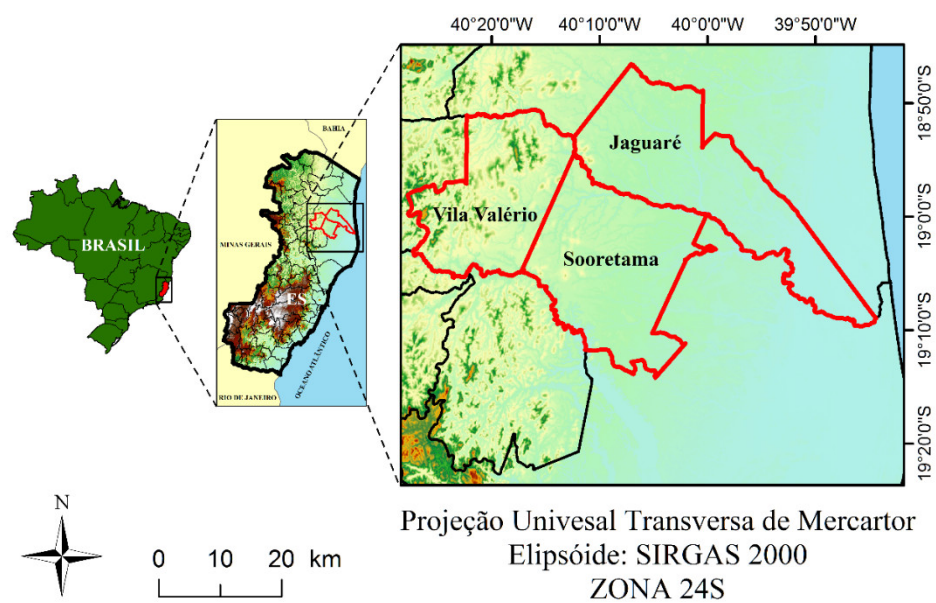 40°20'0"W 40°10'0"W 40°0'0"W 39°50'0"W
18°50'0"S
19°0'0"S
19°10'0"S
19°20'0"S
BRASIL
BAHIA
MINAS GERAIS
ES
OCEANO ATLÂNTICO
RIO DE JANEIRO
Jaguaré
Vila Valério
Sooretama
N
0 10 20 km
Projeção Univesal Transversa de Mercartor
Elipsóide: SIRGAS 2000
ZONA 24S